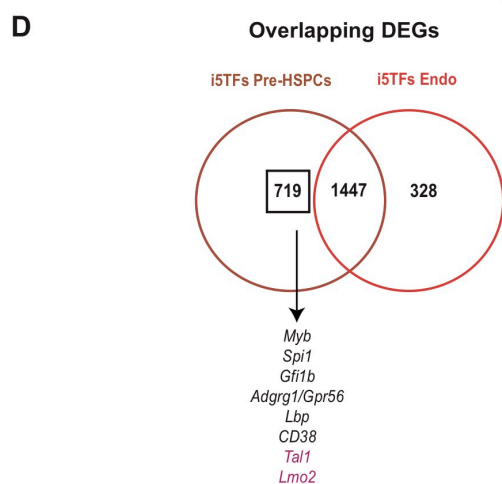 D
Overlapping DEGs
i5TFs Pre-HSPCs i5TFs Endo
719 1447 328
Myb
Spi1
Gfi1b
Adgrg1/Gpr56
Lbp
CD38
Tal1
Lmo2